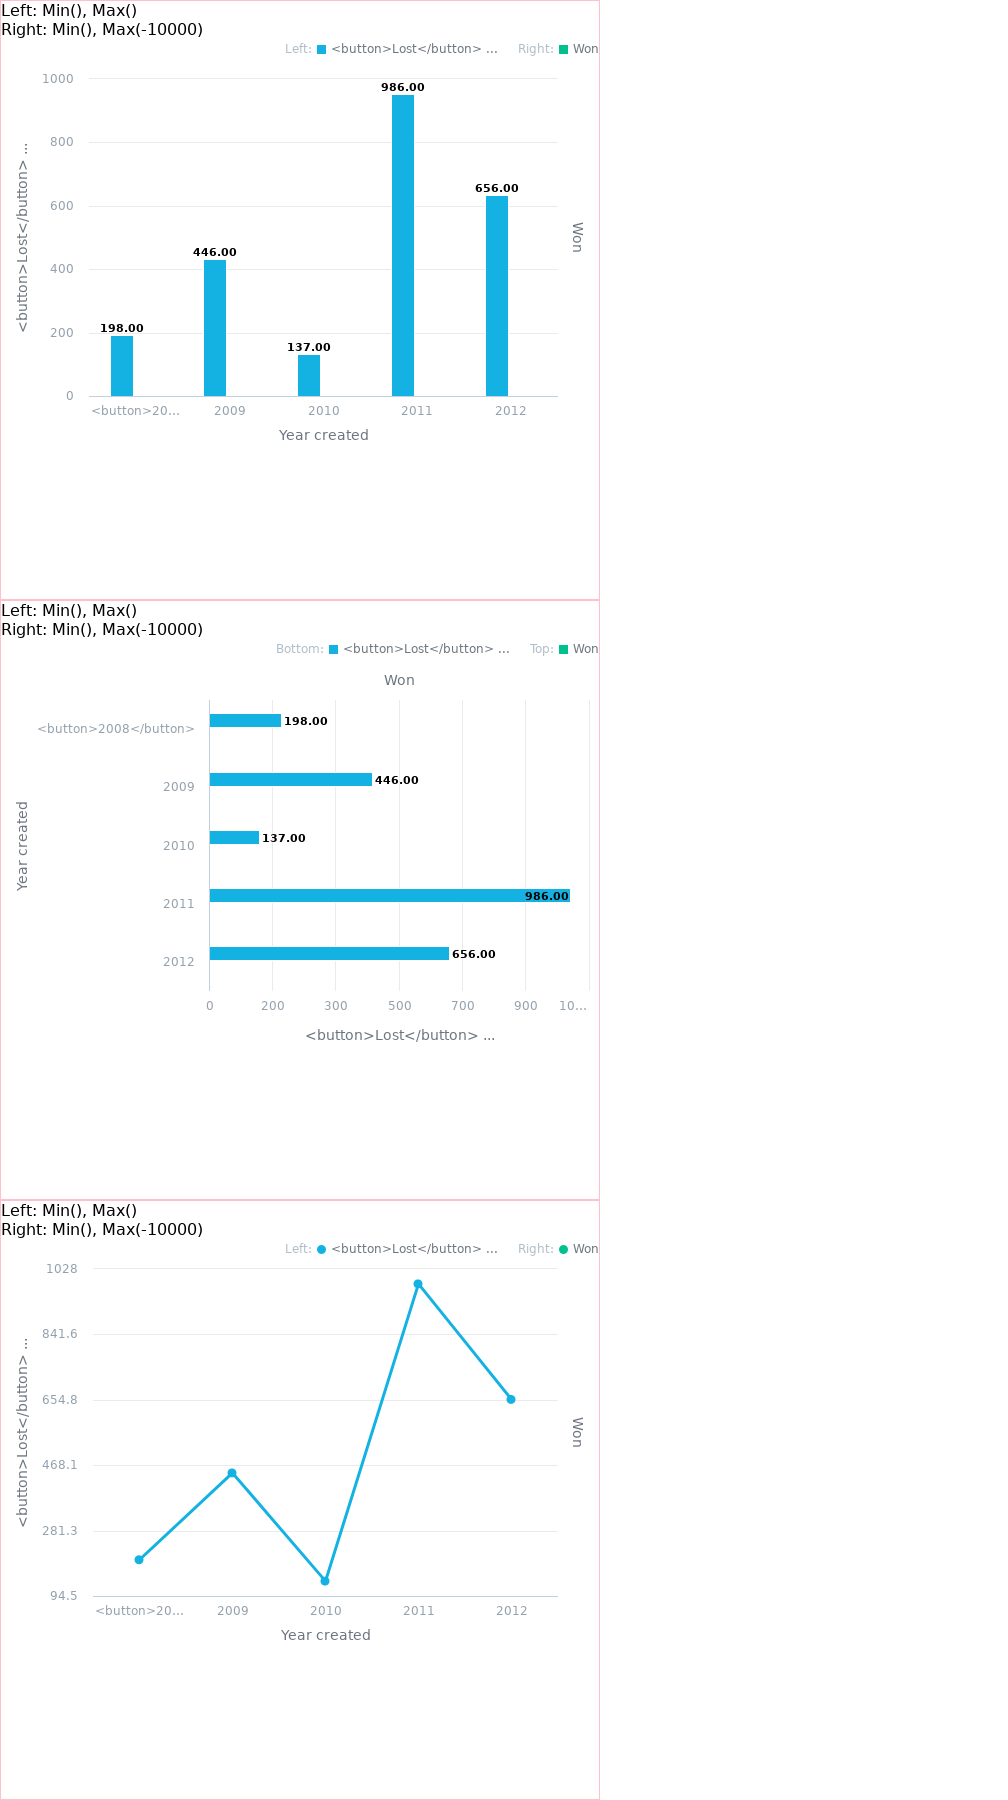 Left: Min(), Max()
Right: Min(), Max(-10000)
Left: <button>Lost</button> ... Right: Won
1000
800
600
400
200
0
<button>Lost</button> ...
Won
198.00
446.00
137.00
986.00
656.00
<button>20... 2009 2010 2011 2012
Year created
Left: Min(), Max()
Right: Min(), Max(-10000)
Bottom: <button>Lost</button> ... Top: Won
Won
Year created
<button>2008</button> 198.00
2009 446.00
2010 137.00
2011 986.00
2012 656.00
0 200 300 500 700 900 10...
<button>Lost</button> ...
Left: Min(), Max()
Right: Min(), Max(-10000)
Left: <button>Lost</button> ... Right: Won
1028
841.6
654.8
468.1
281.3
94.5
<button>Lost</button> ...
Won
<button>20... 2009 2010 2011 2012
Year created